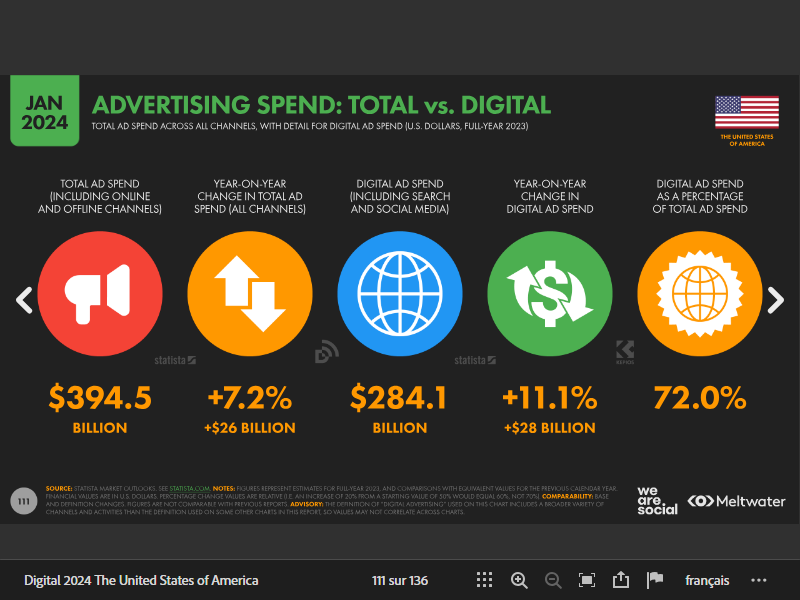 JAN
2024
ADVERTISING SPEND: TOTAL vs. DIGITAL
TOTAL AD SPEND ACROSS ALL CHANNELS, WITH DETAIL FOR DIGITAL AD SPEND (U.S. DOLLARS, FULL-YEAR 2023)
THE UNITED STATES
OF AMERICA
TOTAL AD SPEND
(INCLUDING ONLINE
AND OFFLINE CHANNELS)
YEAR-ON-YEAR
CHANGE IN TOTAL AD
SPEND (ALL CHANNELS)
DIGITAL AD SPEND
(INCLUDING SEARCH
AND SOCIAL MEDIA)
YEAR-ON-YEAR
CHANGE IN
DIGITAL AD SPEND
DIGITAL AD SPEND
AS A PERCENTAGE
OF TOTAL AD SPEND
statista
statista
KEPIOS
$394.5
BILLION
+7.2%
+$26 BILLION
$284.1
BILLION
+11.1%
+$28 BILLION
72.0%
111
SOURCE: STATISTA MARKET OUTLOOKS. SEE STATISTA.COM. NOTES: FIGURES REPRESENT ESTIMATES FOR FULL-YEAR 2023, AND COMPARISONS WITH EQUIVALENT VALUES FOR THE PREVIOUS CALENDAR YEAR.
FINANCIAL VALUES ARE IN U.S. DOLLARS. PERCENTAGE CHANGE VALUES ARE RELATIVE (I.E. AN INCREASE OF 20% FROM A STARTING VALUE OF 50% WOULD EQUAL 60%, NOT 70%). COMPARABILITY: BASE
AND DEFINITION CHANGES. FIGURES ARE NOT COMPARABLE WITH PREVIOUS REPORTS. ADVISORY: THE DEFINITION OF "DIGITAL ADVERTISING" USED ON THIS CHART INCLUDES A BROADER VARIETY OF
CHANNELS AND ACTIVITIES THAN THE DEFINITION USED ON SOME OTHER CHARTS IN THIS REPORT, SO VALUES MAY NOT CORRELATE ACROSS CHARTS.
we
are.
social
Meltwater
Digital 2024 The United States of America
111 sur 136
français